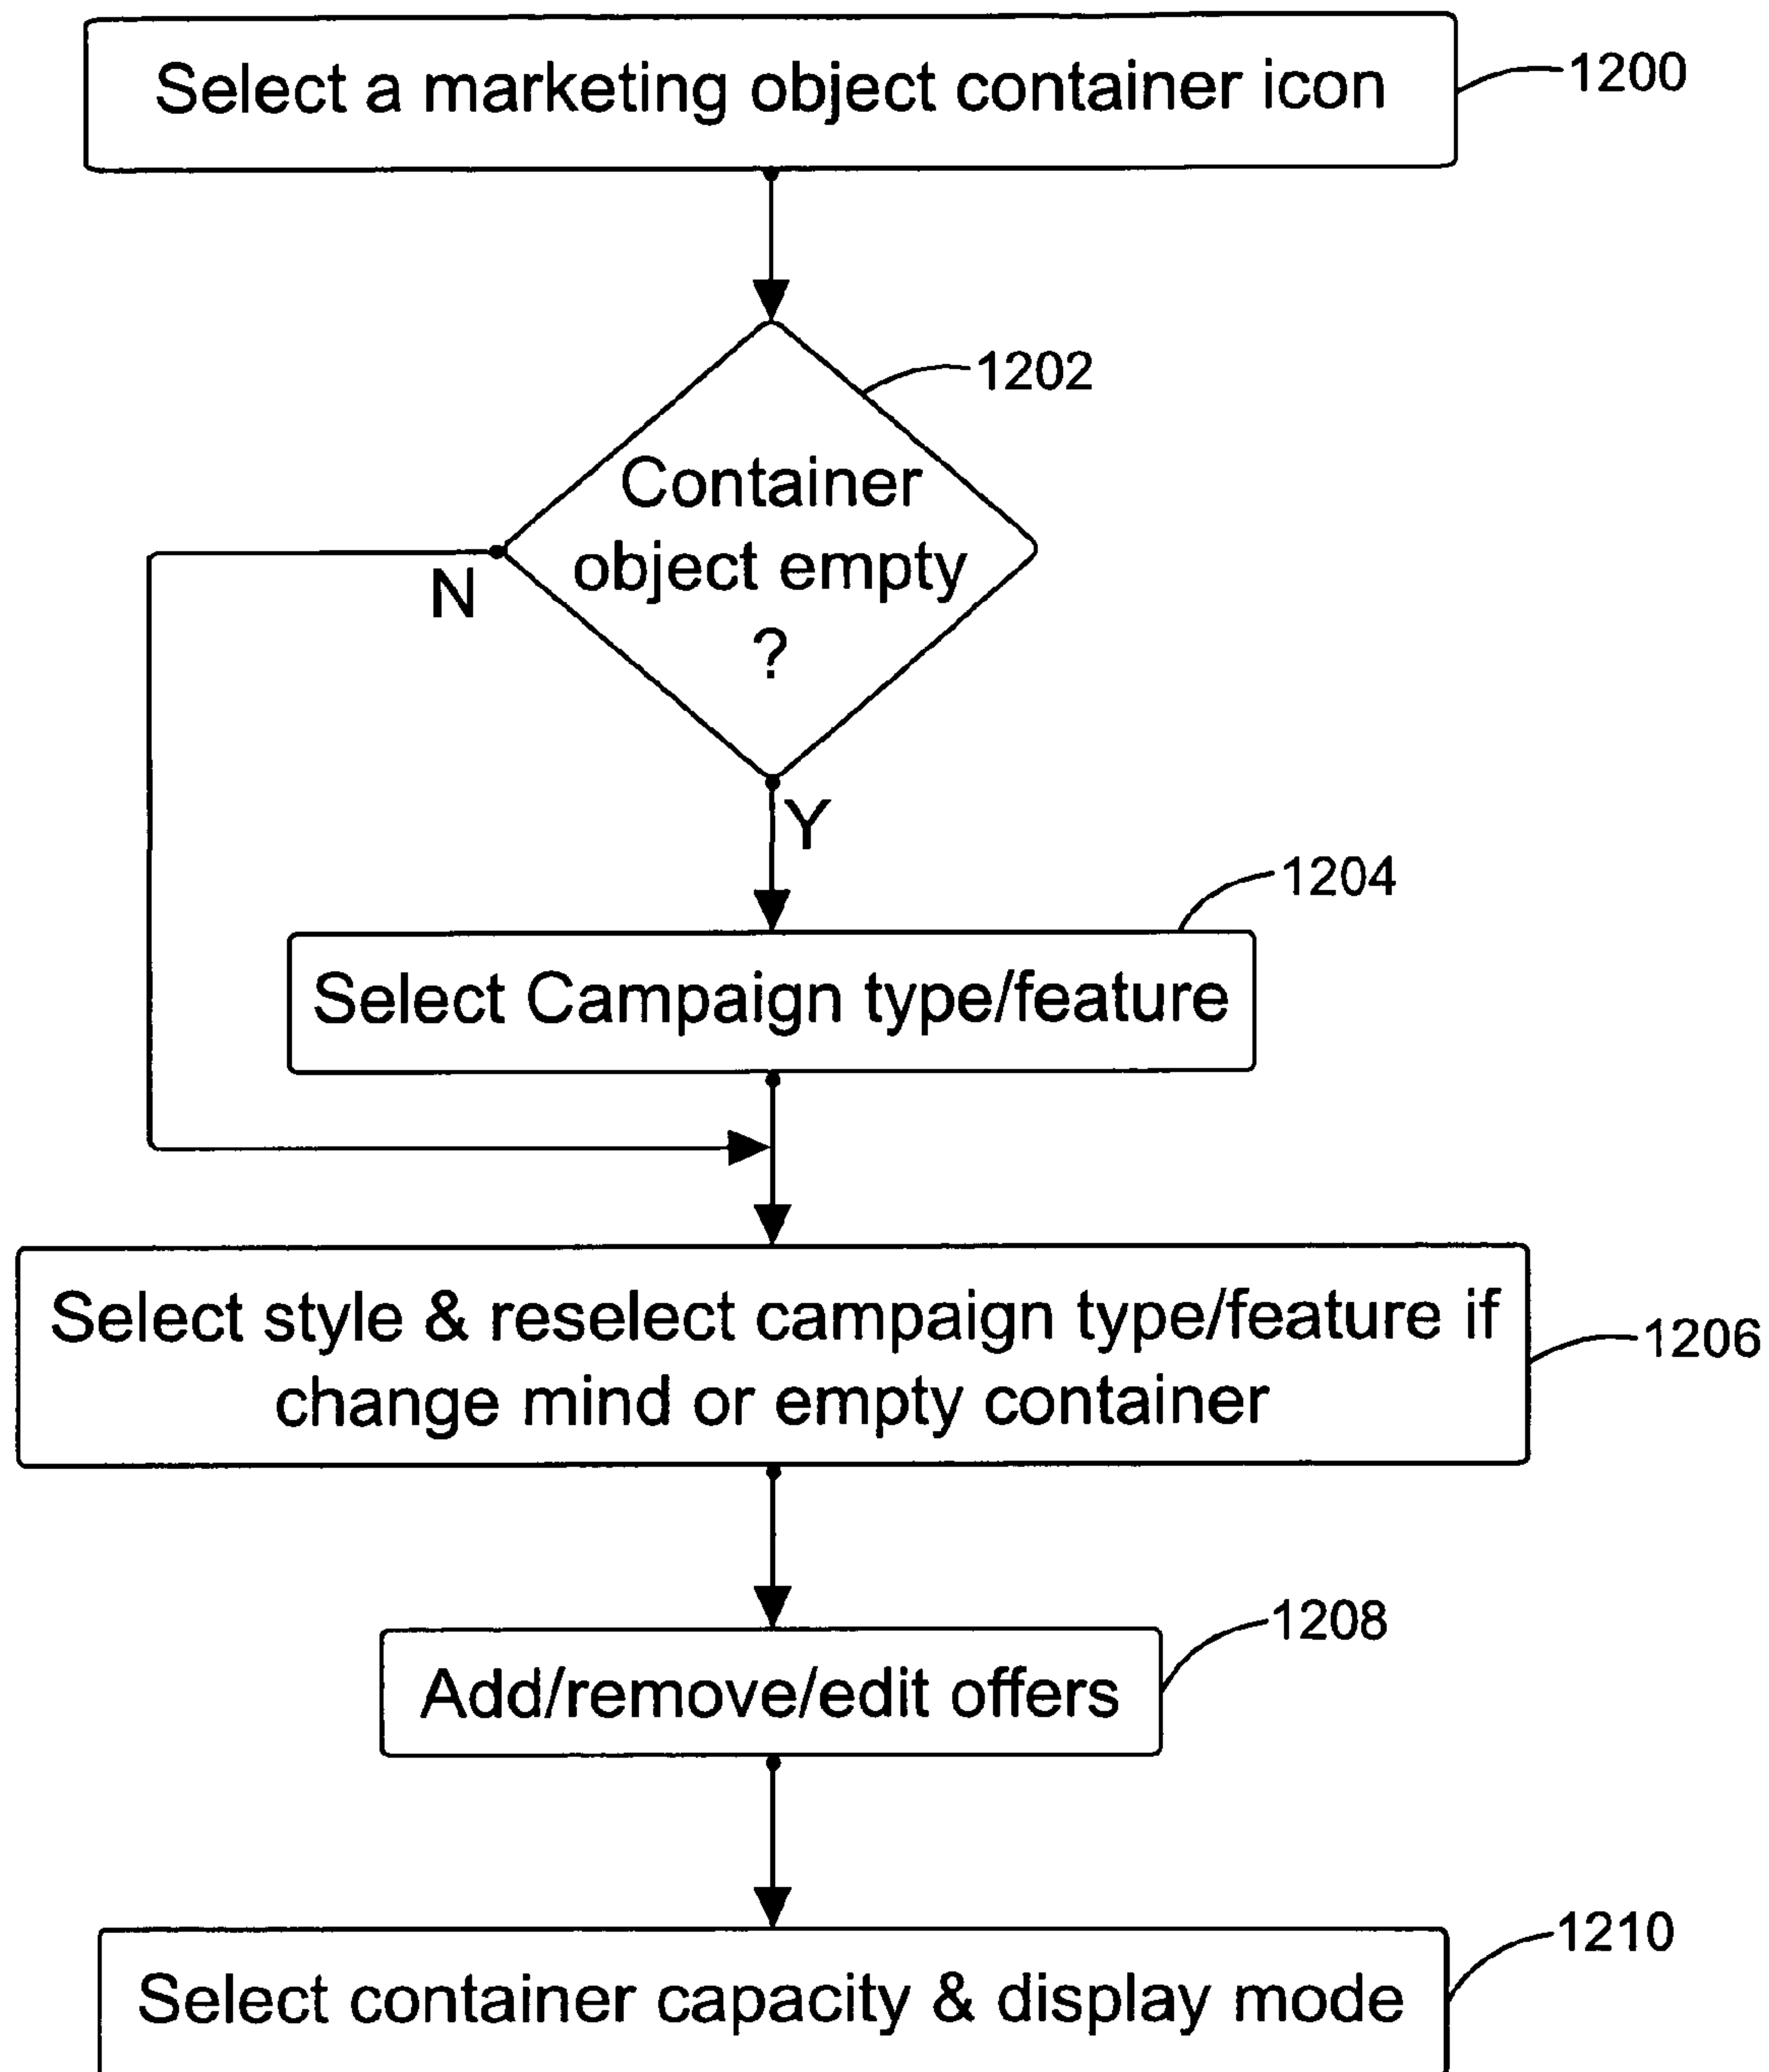 Select a marketing object container icon
1200
1202
Container
object empty
?
N
Y
1204
Select Campaign type/feature
Select style & reselect campaign type/feature if
change mind or empty container
1206
1208
Add/remove/edit offers
1210
Select container capacity & display mode